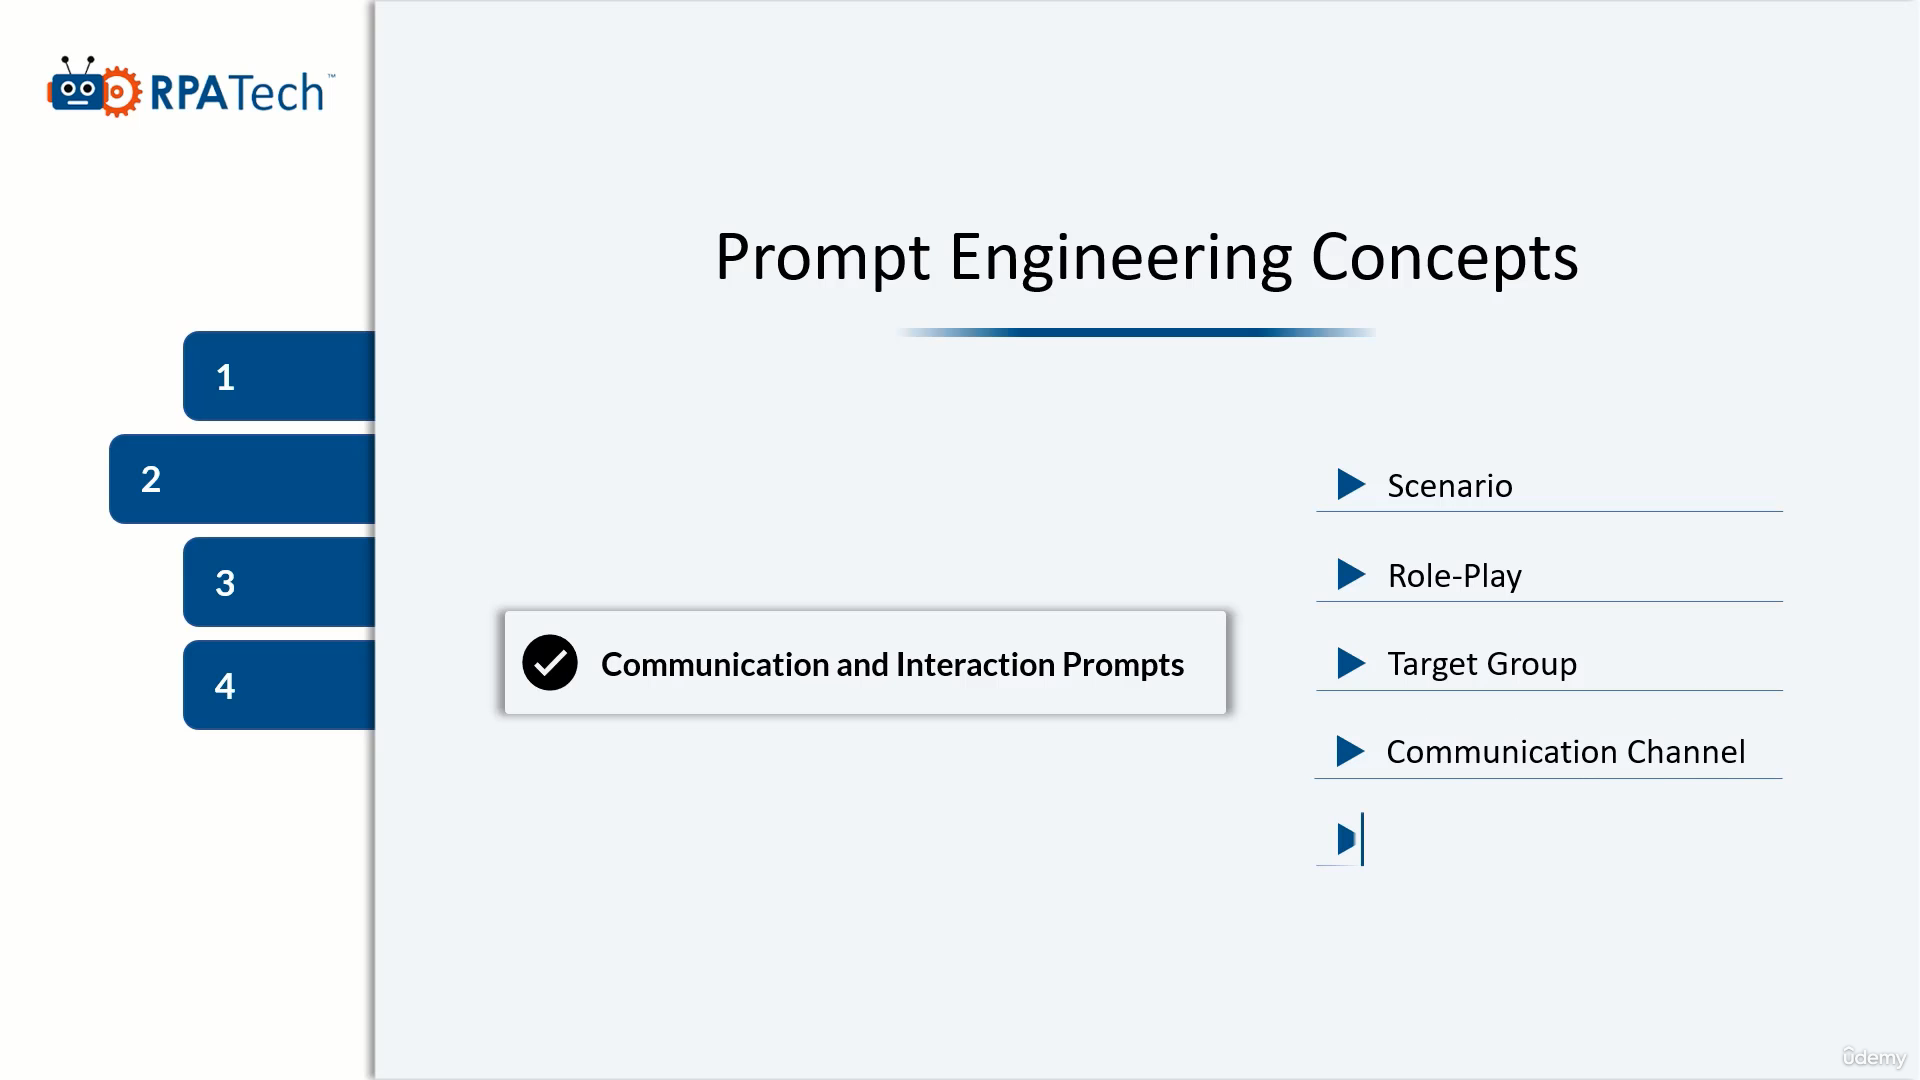 RPATech™
Prompt Engineering Concepts
1
2
3
4
Communication and Interaction Prompts
Scenario
Role-Play
Target Group
Communication Channel
ûdemy